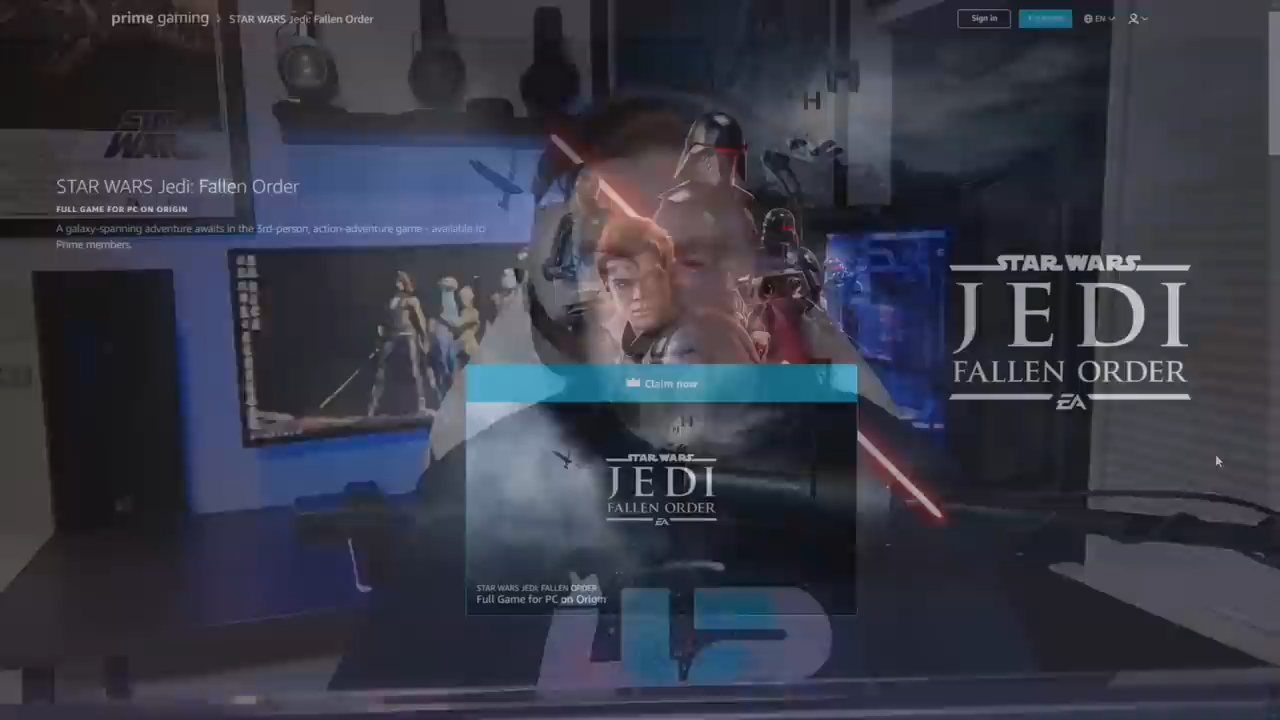 prime gaming > STAR WARS Jedi: Fallen Order
Sign in
EN
STAR WARS
STAR WARS Jedi: Fallen Order
FULL GAME FOR PC ON ORIGIN
A galaxy-spanning adventure awaits in the 3rd-person, action-adventure game - available to
Prime members.
STAR WARS
JEDI
FALLEN ORDER
EA
Claim now
STAR WARS
JEDI
FALLEN ORDER
EA
STAR WARS JEDI: FALLEN ORDER
Full Game for PC on Origin